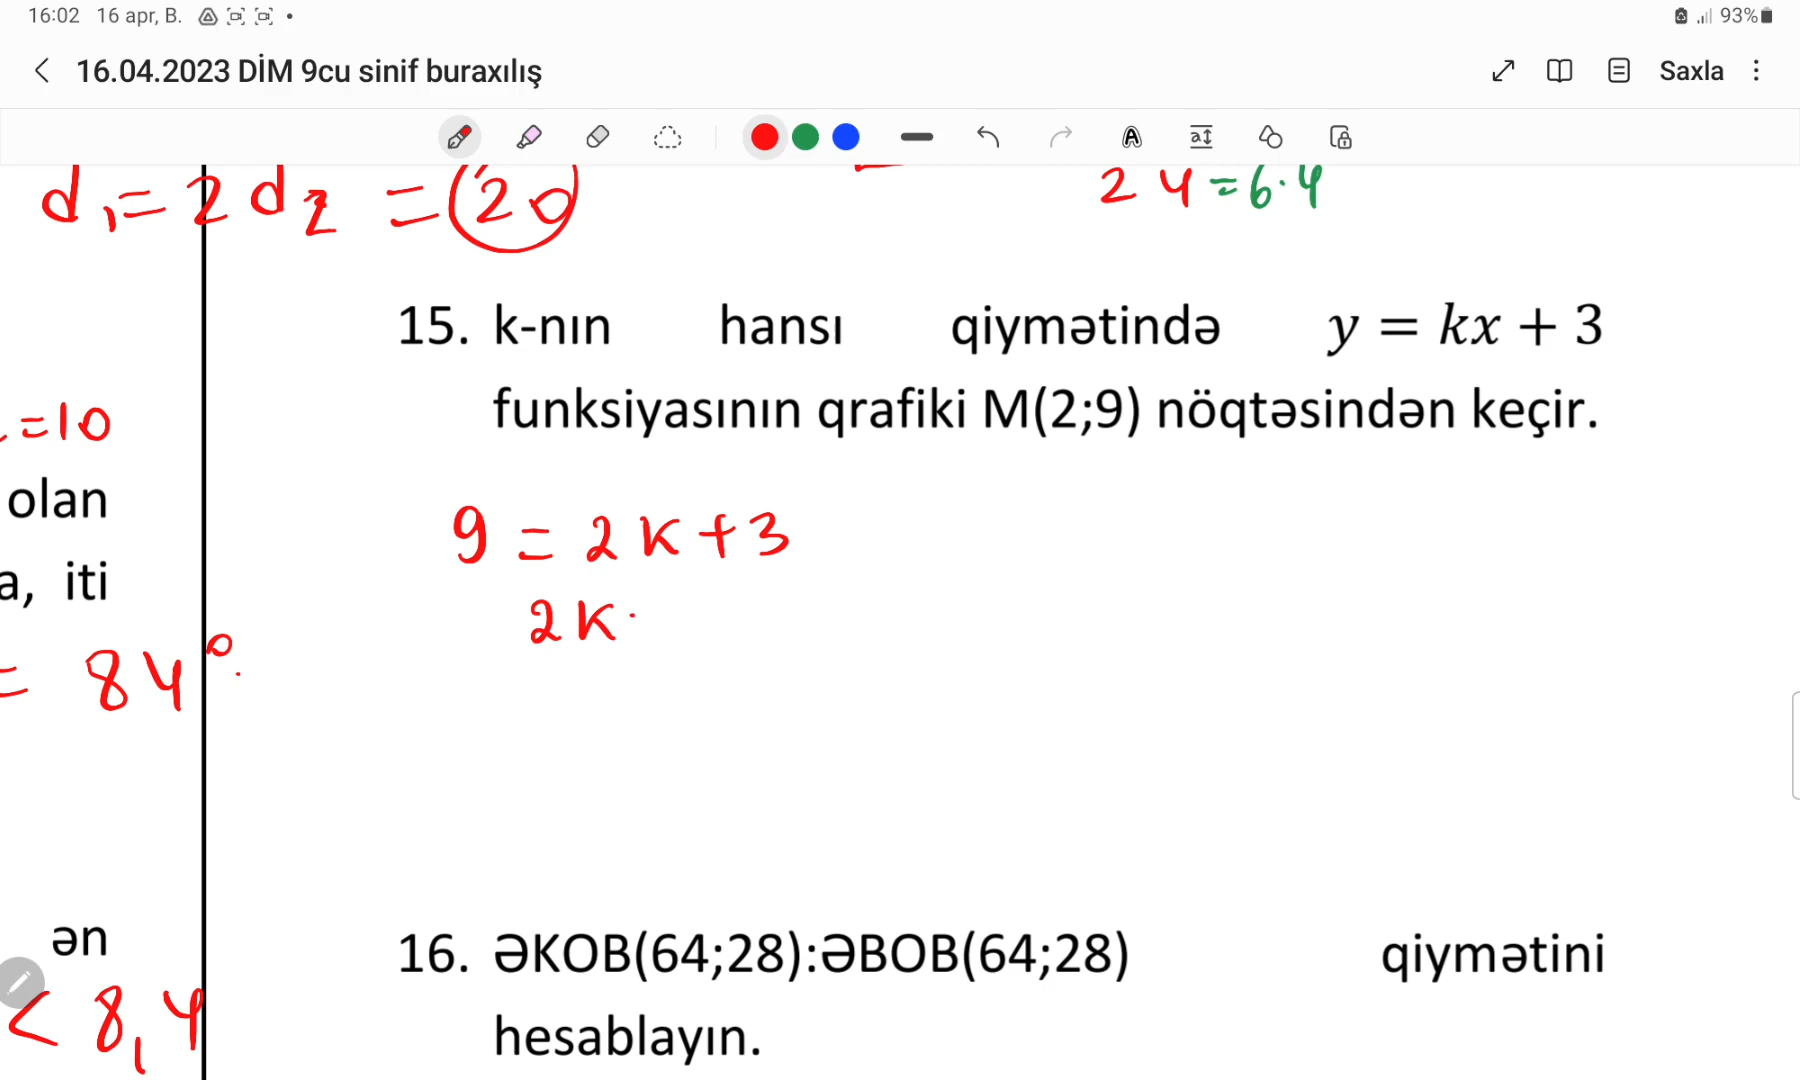 16:02 16 apr, B. 93%
16.04.2023 DİM 9cu sinif buraxılış Saxla
d₁ = 2 d₂ = 20
24 = 6·4
15. k-nın hansı qiymətində y = kx + 3
funksiyasının qrafiki M(2;9) nöqtəsindən keçir.
=10
olan
9 = 2K+3
a, iti
2K
= 84°
ən
16. ƏKOB(64;28):ƏBOB(64;28) qiymətini
< 8,4
hesablayın.